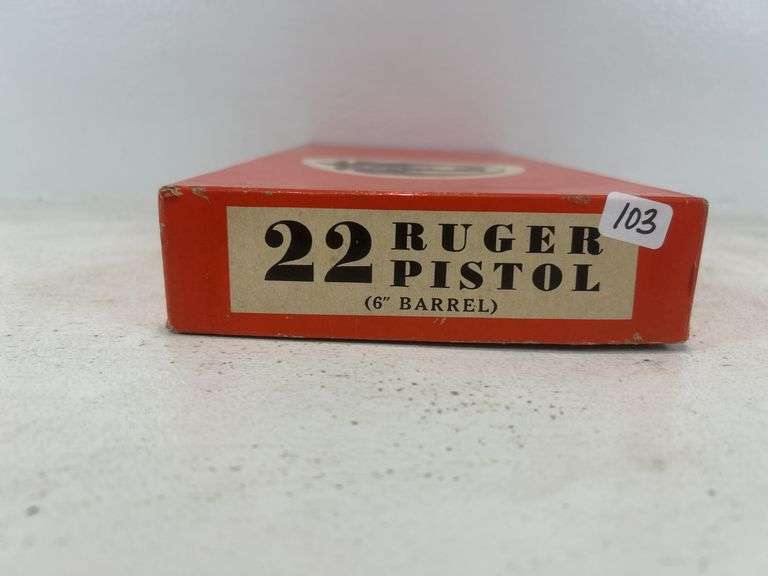 22 RUGER
PISTOL
(6" BARREL)
103